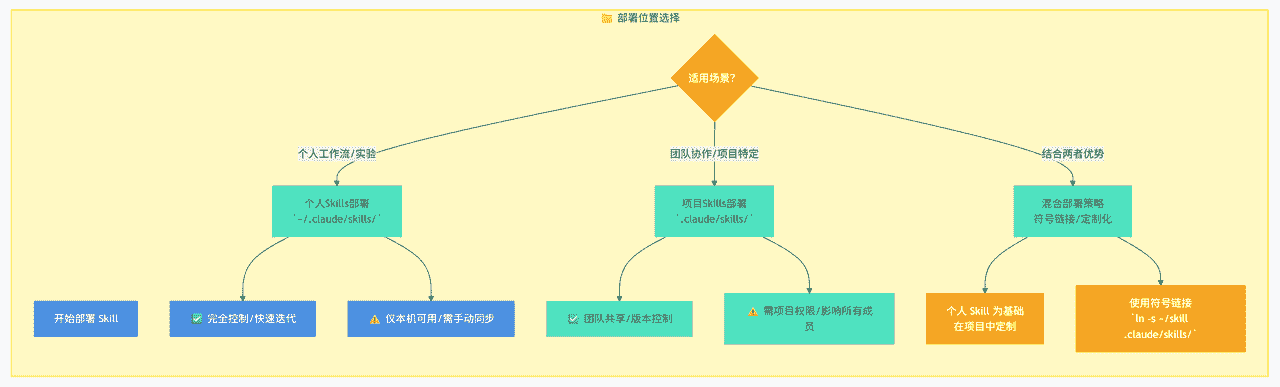 📁 部署位置选择
适用场景?
个人工作流/实验
团队协作/项目特定
结合两者优势
个人Skills部署
`~/.claude/skills/`
项目Skills部署
`.claude/skills/`
混合部署策略
符号链接/定制化
开始部署 Skill
✅ 完全控制/快速迭代
⚠️ 仅本机可用/需手动同步
✅ 团队共享/版本控制
⚠️ 需项目权限/影响所有成
员
个人 Skill 为基础
在项目中定制
使用符号链接
`ln -s ~/skill
.claude/skills/`